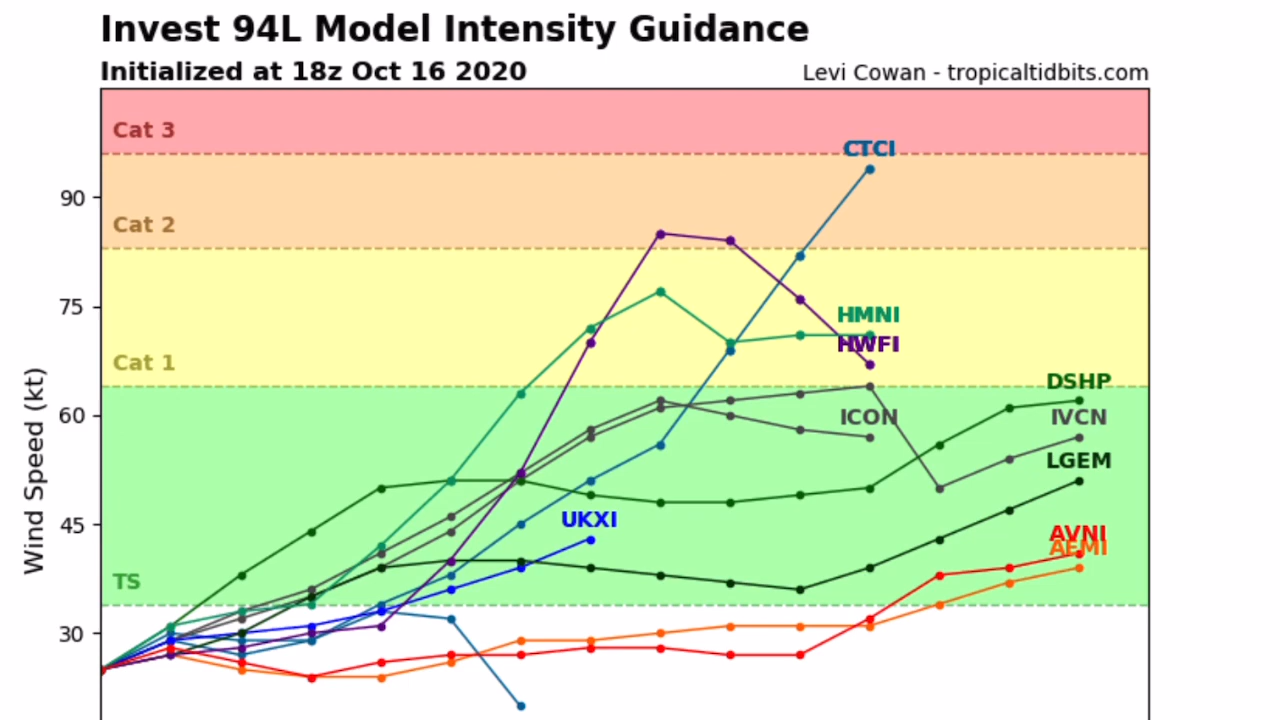 Invest 94L Model Intensity Guidance
Initialized at 18z Oct 16 2020
Levi Cowan - tropicaltidbits.com
Cat 3
CTCI
90
Cat 2
75
HMNI
HWFI
Cat 1
DSHP
60
ICON
IVCN
LGEM
Wind Speed (kt)
45
UKXI
AVNI
AEMI
TS
30